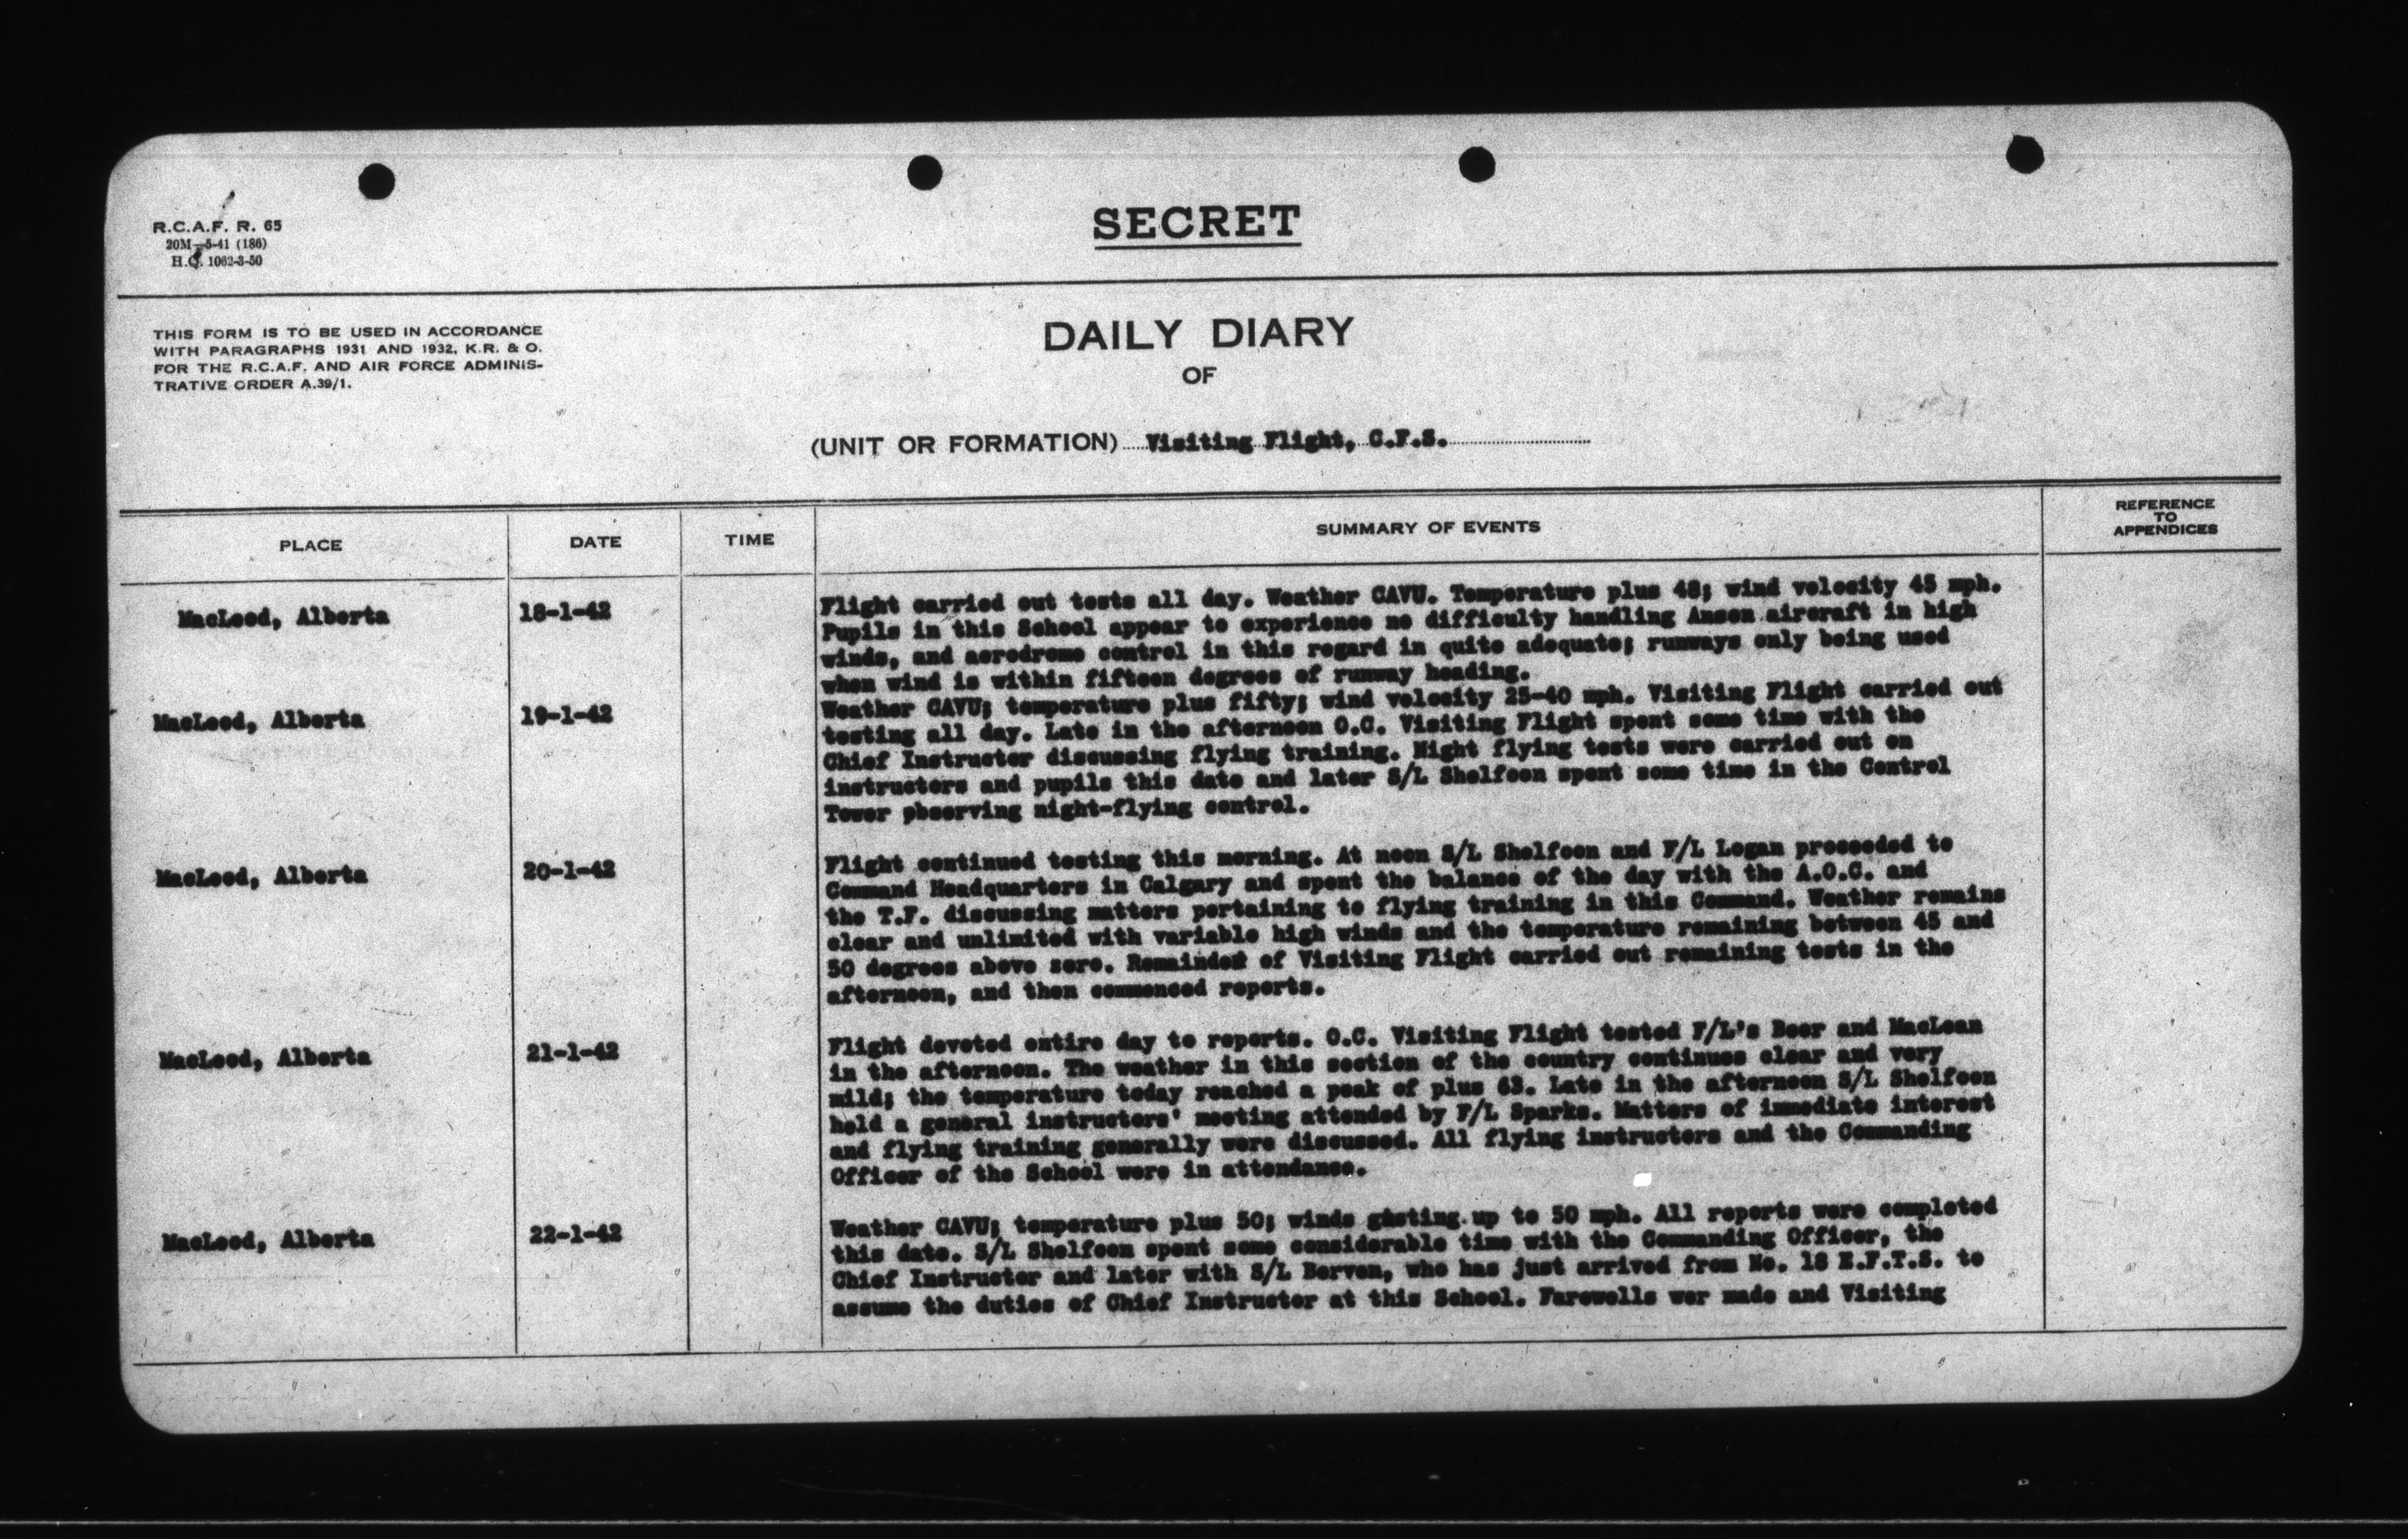 R.C.A.F. R. 65
20M—5-41 (186)
H.Q. 1062-3-50
SECRET
THIS FORM IS TO BE USED IN ACCORDANCE
WITH PARAGRAPHS 1931 AND 1932, K.R. & O.
FOR THE R.C.A.F. AND AIR FORCE ADMINIS-
TRATIVE ORDER A.39/1.
DAILY DIARY
OF
(UNIT OR FORMATION) Visiting Flight, C.F.S.
PLACE DATE TIME SUMMARY OF EVENTS REFERENCE TO APPENDICES
MacLeod, Alberta 18-1-42 Flight carried out tests all day. Weather CAVU. Temperature plus 48; wind velocity 45 mph.
Pupils in this School appear to experience no difficulty handling Anson aircraft in high
winds, and aerodrome control in this regard in quite adequate; runways only being used
when wind is within fifteen degrees of runway heading.
MacLeod, Alberta 19-1-42 Weather CAVU; temperature plus fifty; wind velocity 25-40 mph. Visiting Flight carried out
testing all day. Late in the afternoon O.C. Visiting Flight spent some time with the
Chief Instructor discussing flying training. Night flying tests were carried out on
instructors and pupils this date and later S/L Shelfoon spent some time in the Control
Tower pbserving night-flying control.
MacLeod, Alberta 20-1-42 Flight continued testing this morning. At noon S/L Shelfoon and F/L Logan proceeded to
Command Headquarters in Calgary and spent the balance of the day with the A.O.C. and
the T.F. discussing matters pertaining to flying training in this Command. Weather remains
clear and unlimited with variable high winds and the temperature remaining between 45 and
50 degrees above zero. Remainder of Visiting Flight carried out remaining tests in the
afternoon, and then commenced reports.
MacLeod, Alberta 21-1-42 Flight devoted entire day to reports. O.C. Visiting Flight tested F/L's Beer and MacLean
in the afternoon. The weather in this section of the country continues clear and very
mild; the temperature today reached a peak of plus 63. Late in the afternoon S/L Shelfoon
held a general instructors' meeting attended by F/L Sparks. Matters of immediate interest
and flying training generally were discussed. All flying instructors and the Commanding
Officer of the School were in attendance.
MacLeod, Alberta 22-1-42 Weather CAVU; temperature plus 50; winds gusting up to 50 mph. All reports were completed
this date. S/L Shelfoon spent some considerable time with the Commanding Officer, the
Chief Instructor and later with S/L Berven, who has just arrived from No. 18 E.F.T.S. to
assume the duties of Chief Instructor at this School. Farewells wer made and Visiting